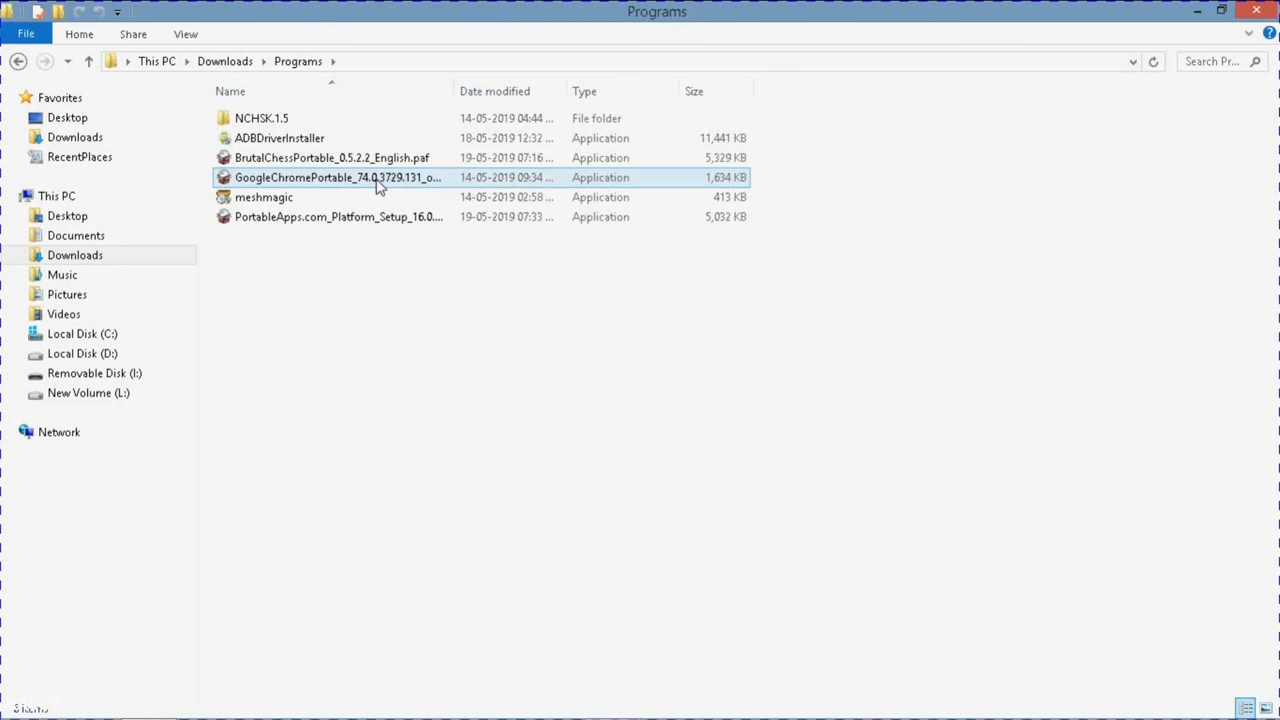 Programs
File Home Share View
This PC Downloads Programs Search Pr...
Name Date modified Type Size
Favorites
Desktop
Downloads
RecentPlaces
This PC
Desktop
Documents
Downloads
Music
Pictures
Videos
Local Disk (C:)
Local Disk (D:)
Removable Disk (I:)
New Volume (L:)
Network
NCHSK.1.5 14-05-2019 04:44 ... File folder
ADBDriverInstaller 18-05-2019 12:32 ... Application 11,441 KB
BrutalChessPortable_0.5.2.2_English.paf 19-05-2019 07:16 ... Application 5,329 KB
GoogleChromePortable_74.0.3729.131_o... 14-05-2019 09:34 ... Application 1,634 KB
meshmagic 14-05-2019 02:58 ... Application 413 KB
PortableApps.com_Platform_Setup_16.0.... 19-05-2019 07:33 ... Application 5,032 KB